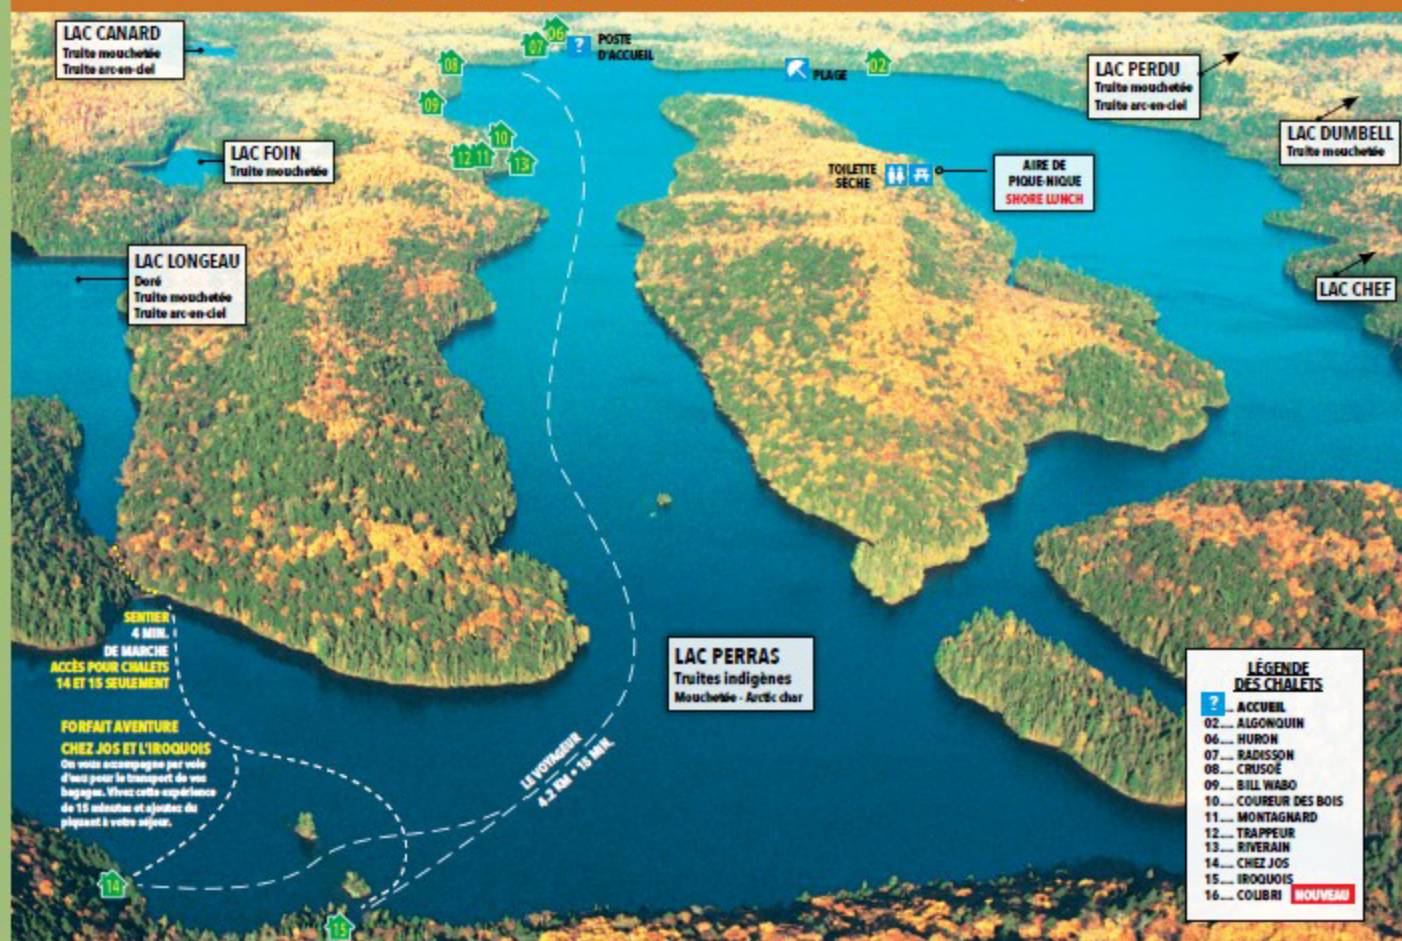 LAC CANARD
Truite mouchetée
Truite arc-en-ciel
06
07
?
POSTE
D'ACCUEIL
08
09
PLAGE
02
LAC PERDU
Truite mouchetée
Truite arc-en-ciel
LAC DUMBELL
Truite mouchetée
LAC FOIN
Truite mouchetée
10
12
11
13
TOILETTE
SÈCHE
AIRE DE
PIQUE-NIQUE
SHORE LUNCH
LAC LONGEAU
Doré
Truite mouchetée
Truite arc-en-ciel
LAC CHEF
SENTIER
4 MIN.
DE MARCHE
ACCÈS POUR CHALETS
14 ET 15 SEULEMENT
FORFAIT AVENTURE
CHEZ JOS ET L'IROQUOIS
On vous accompagne par voie
d'eau pour le transport de vos
bagages. Vivez cette expérience
de 15 minutes et ajoutez du
piquant à votre séjour.
LAC PERRAS
Truites indigènes
Mouchetée - Arctic char
LE VOYAGEUR
4.2 KM • 15 MIN.
14
15
LÉGENDE
DES CHALETS
? ... ACCUEIL
02.... ALGONQUIN
06.... HURON
07.... RADISSON
08.... CRUSOÉ
09.... BILL WABO
10.... COUREUR DES BOIS
11.... MONTAGNARD
12.... TRAPPEUR
13.... RIVERAIN
14.... CHEZ JOS
15.... IROQUOIS
16.... COLIBRI NOUVEAU